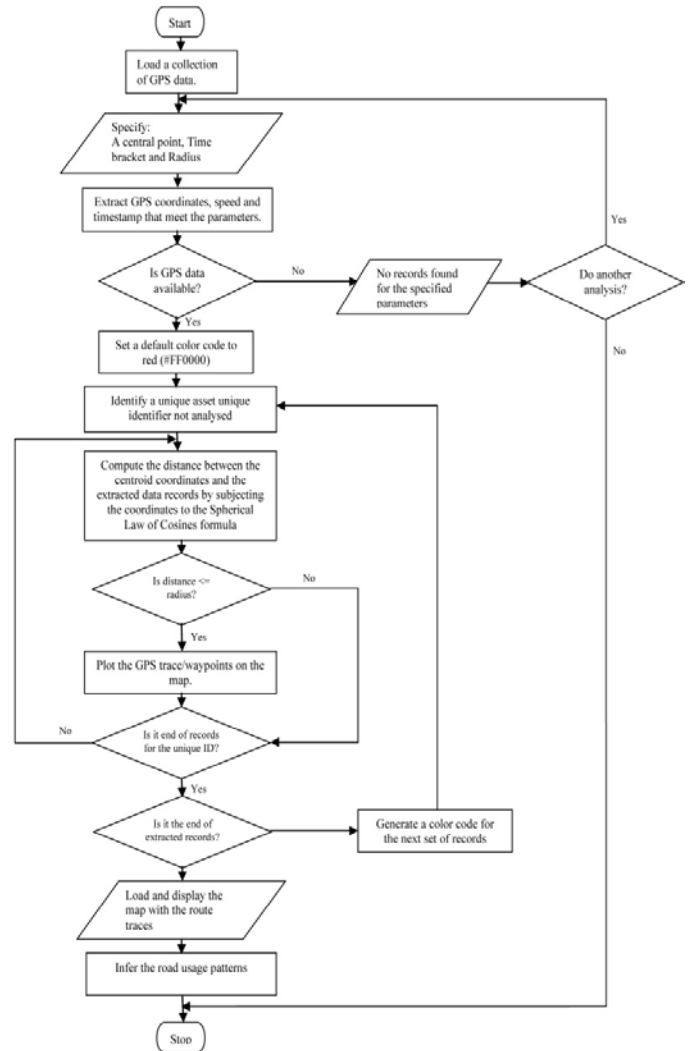 Start
Load a collection
of GPS data.
Specify:
A central point, Time
bracket and Radius
Extract GPS coordinates, speed and
timestamp that meet the parameters.
Yes
Is GPS data
available?
No
No records found
for the specified
parameters
Do another
analysis?
Yes
No
Set a default color code to
red (#FF0000)
Identify a unique asset unique
identifier not analysed
Compute the distance between the
centroid coordinates and the
extracted data records by subjecting
the coordinates to the Spherical
Law of Cosines formula
Is distance <=
radius?
No
Yes
Plot the GPS trace/waypoints on the
map.
No
Is it end of records
for the unique ID?
Yes
Is it the end of
extracted records?
Generate a color code for
the next set of records
Load and display the
map with the route
traces
Infer the road usage patterns
Stop